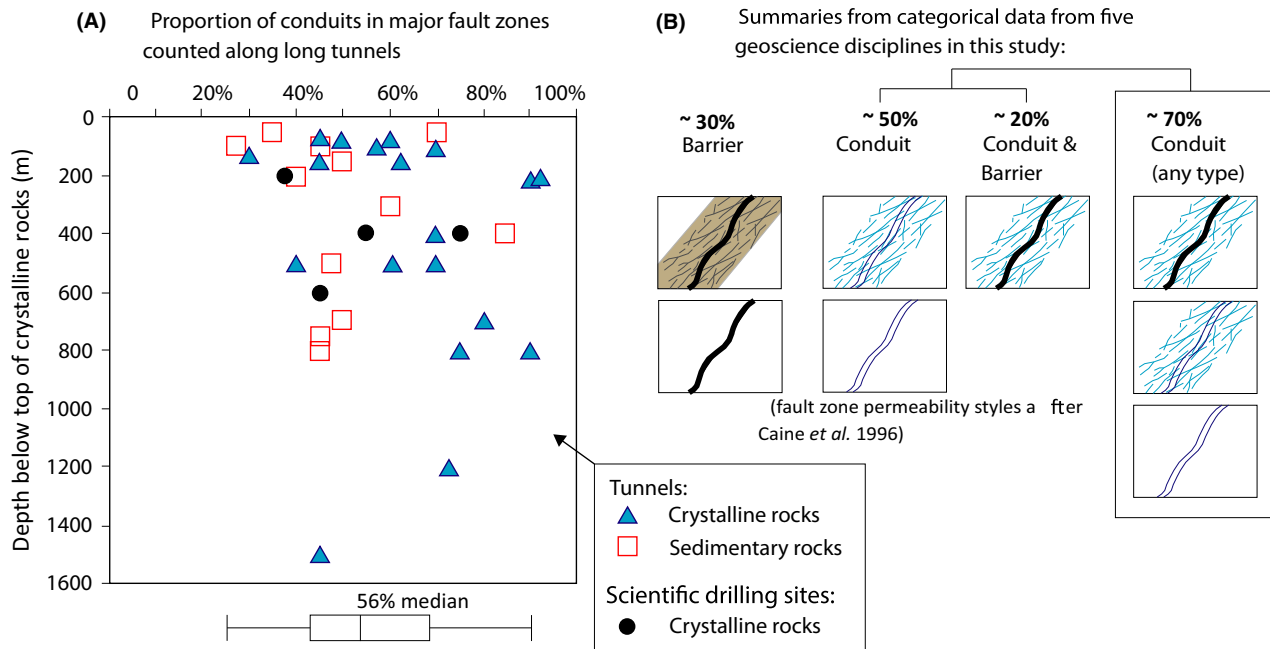 (A) Proportion of conduits in major fault zones
counted along long tunnels
0 20% 40% 60% 80% 100%
0
200
400
600
800
1000
1200
1400
1600
Depth below top of crystalline rocks (m)
56% median
(B) Summaries from categorical data from five
geoscience disciplines in this study:
~ 30%
Barrier
~ 50%
Conduit
~ 20%
Conduit &
Barrier
~ 70%
Conduit
(any type)
(fault zone permeability styles a fter
Caine et al. 1996)
Tunnels:
Crystalline rocks
Sedimentary rocks
Scientific drilling sites:
Crystalline rocks